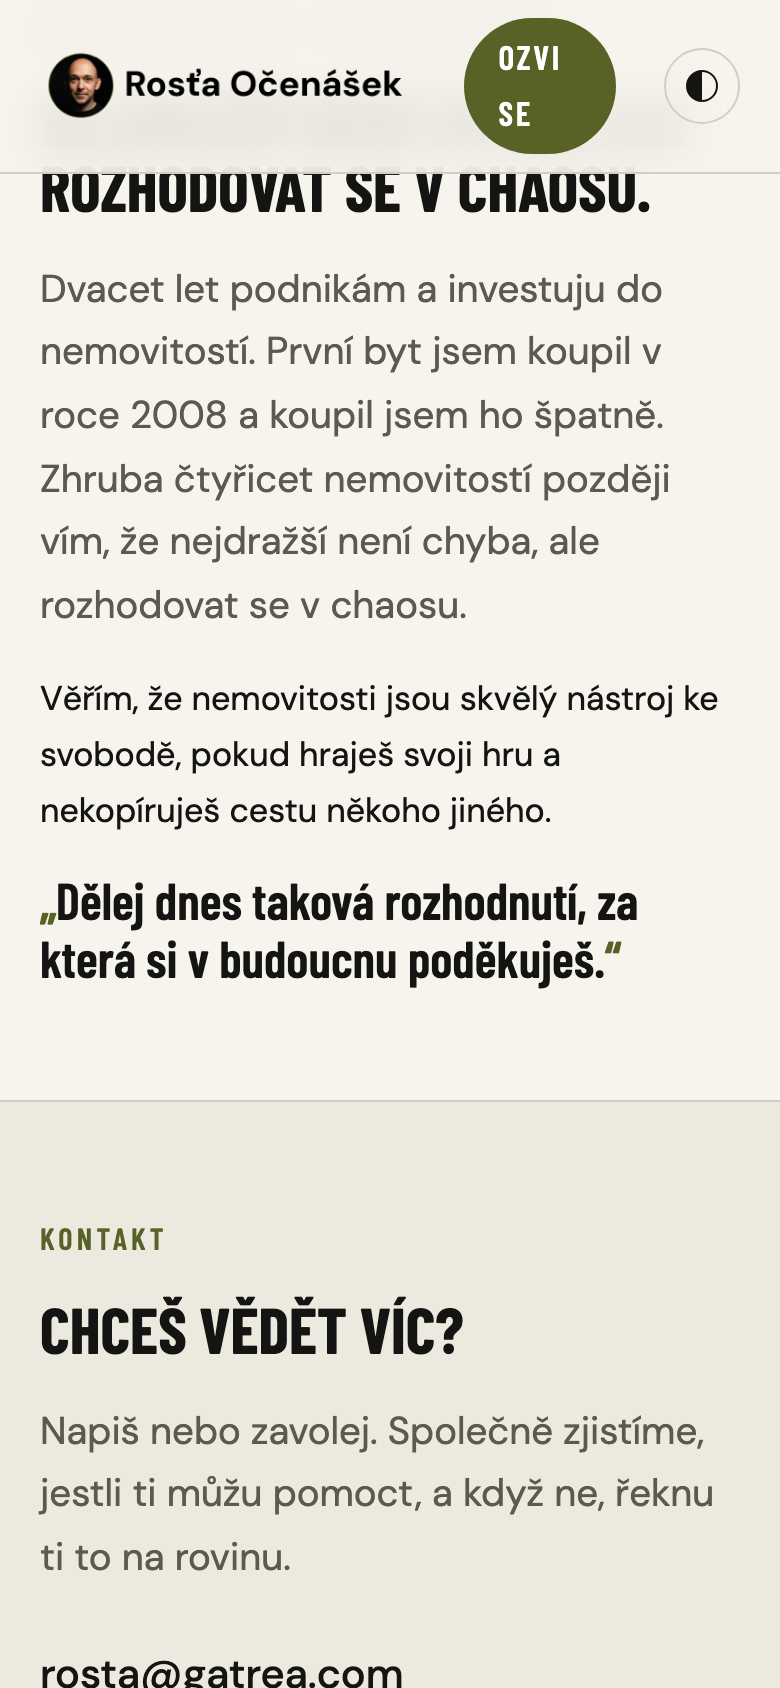 Rosťa Očenášek
OZVI
SE
ROZHODOVAT SE V CHAOSU.
Dvacet let podnikám a investuju do
nemovitostí. První byt jsem koupil v
roce 2008 a koupil jsem ho špatně.
Zhruba čtyřicet nemovitostí později
vím, že nejdražší není chyba, ale
rozhodovat se v chaosu.
Věřím, že nemovitosti jsou skvělý nástroj ke
svobodě, pokud hraješ svoji hru a
nekopíruješ cestu někoho jiného.
„Dělej dnes taková rozhodnutí, za
která si v budoucnu poděkuješ.“
KONTAKT
CHCEŠ VĚDĚT VÍC?
Napiš nebo zavolej. Společně zjistíme,
jestli ti můžu pomoct, a když ne, řeknu
ti to na rovinu.
rosta@gatrea.com